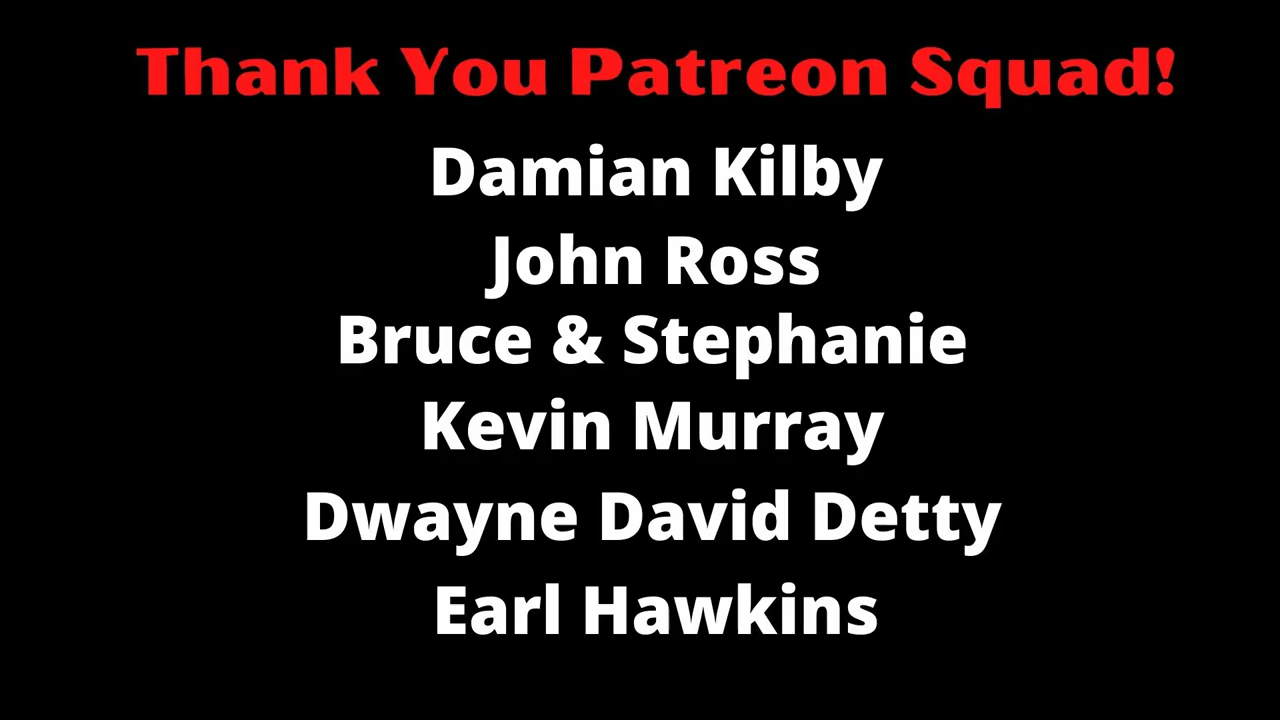 Thank You Patreon Squad!
Damian Kilby
John Ross
Bruce & Stephanie
Kevin Murray
Dwayne David Detty
Earl Hawkins